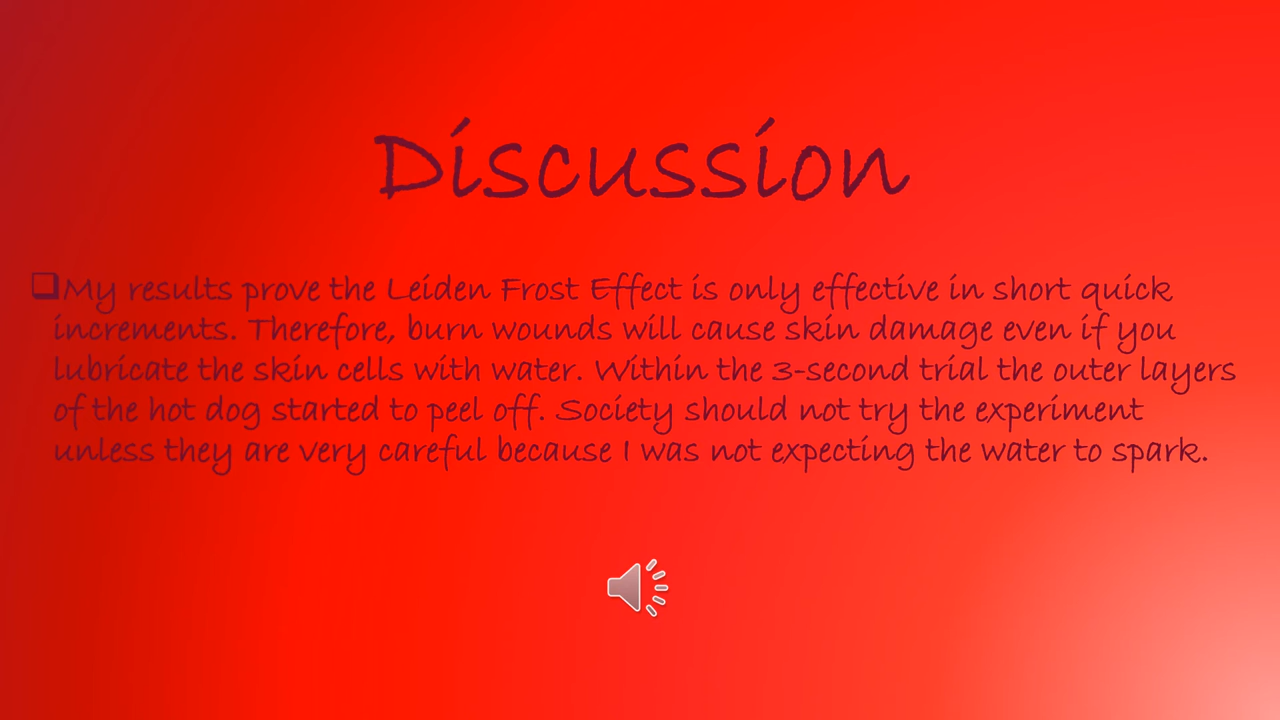 Discussion
❑My results prove the Leiden Frost Effect is only effective in short quick
increments. Therefore, burn wounds will cause skin damage even if you
lubricate the skin cells with water. Within the 3-second trial the outer layers
of the hot dog started to peel off. Society should not try the experiment
unless they are very careful because I was not expecting the water to spark.